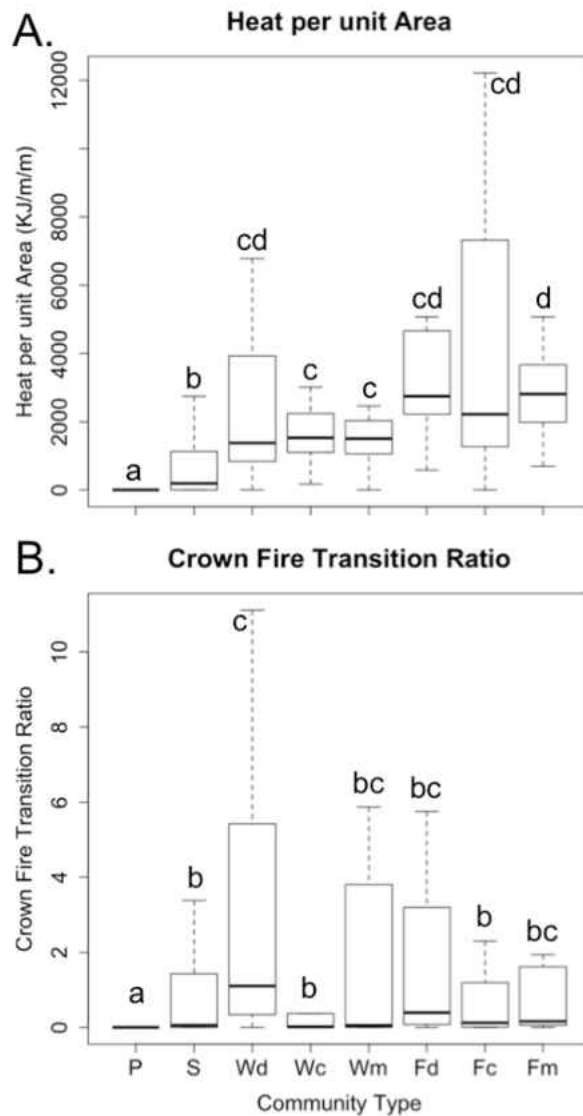 A.
Heat per unit Area
Heat per unit Area (KJ/m/m)
12000
8000
6000
4000
2000
0
a
b
cd
c
c
cd
cd
d
B.
Crown Fire Transition Ratio
Crown Fire Transition Ratio
10
8
6
4
2
0
a
b
c
b
bc
bc
b
bc
P S Wd Wc Wm Fd Fc Fm
Community Type